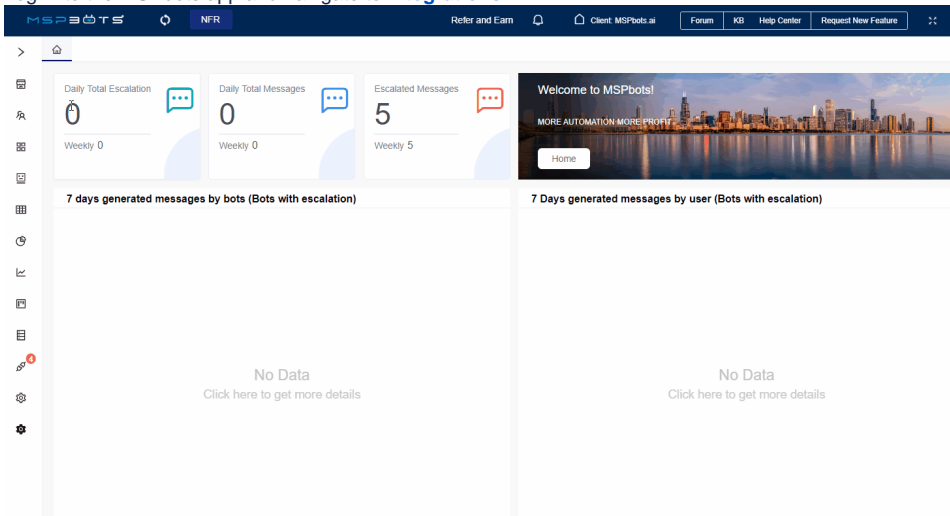 MSPBOTS NFR Refer and Earn Client: MSPbots.ai Forum KB Help Center Request New Feature
Daily Total Escalation
0
Weekly 0
Daily Total Messages
0
Weekly 0
Escalated Messages
5
Weekly 5
Welcome to MSPbots!
MORE AUTOMATION MORE PROFIT
Home
7 days generated messages by bots (Bots with escalation)
7 Days generated messages by user (Bots with escalation)
No Data
Click here to get more details
No Data
Click here to get more details
4